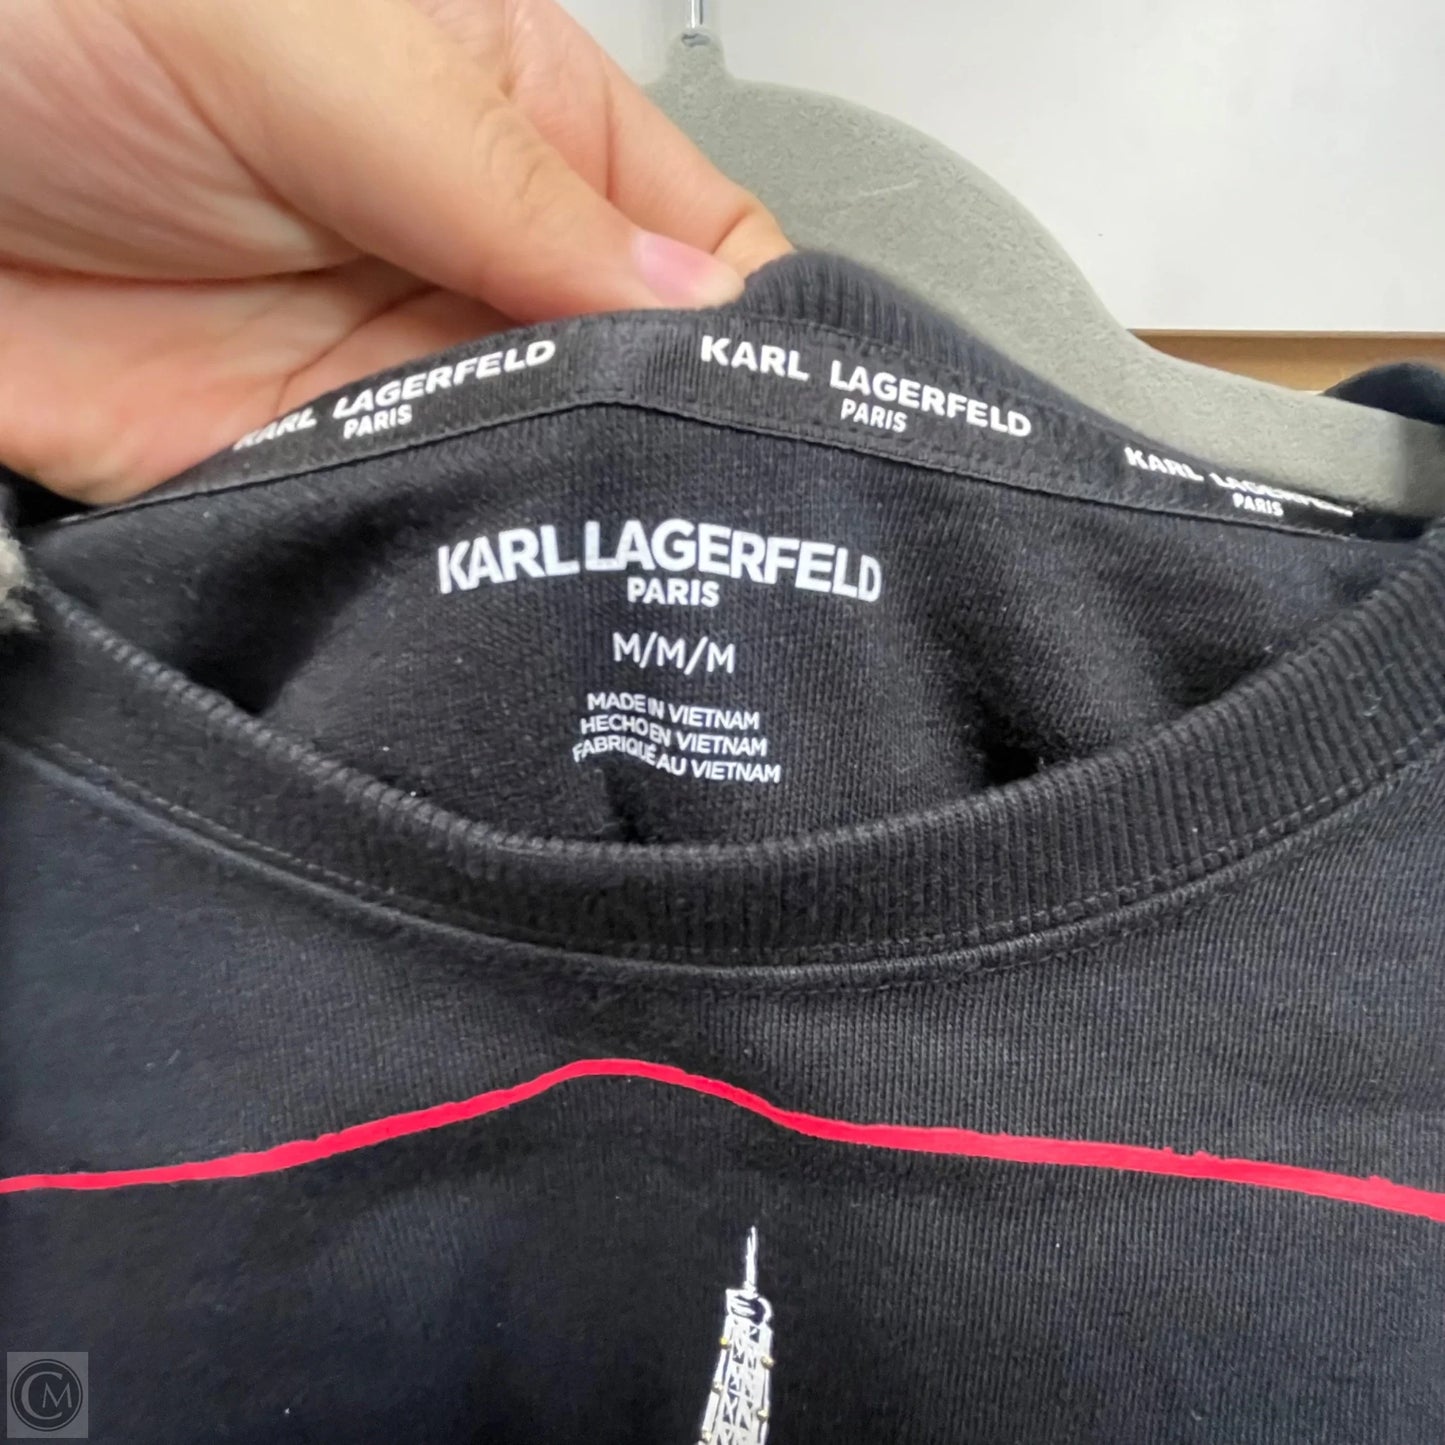 KARL LAGERFELD
PARIS
KARL LAGERFELD
PARIS
KARL LAGERFELD
PARIS
KARL LAGERFELD
PARIS
M/M/M
MADE IN VIETNAM
HECHO EN VIETNAM
FABRIQUÉ AU VIETNAM
CM